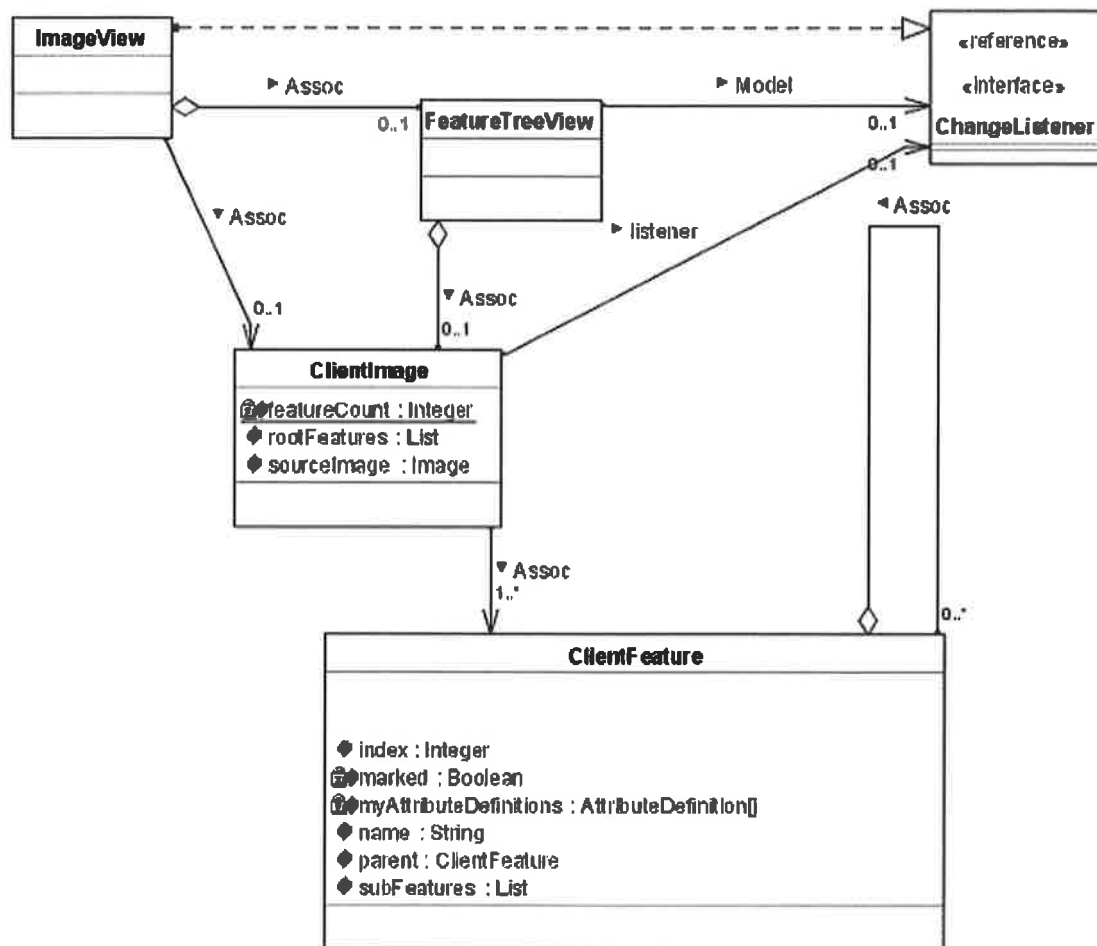 ImageView
«reference»
«interface»
ChangeListener
Assoc
0..1
FeatureTreeView
Model
0..1
0..1
Assoc
Assoc
listener
0..1
Assoc
0..1
ClientImage
featureCount : Integer
rootFeatures : List
sourceImage : Image
Assoc
1..*
0..*
ClientFeature
index : Integer
marked : Boolean
myAttributeDefinitions : AttributeDefinition[]
name : String
parent : ClientFeature
subFeatures : List